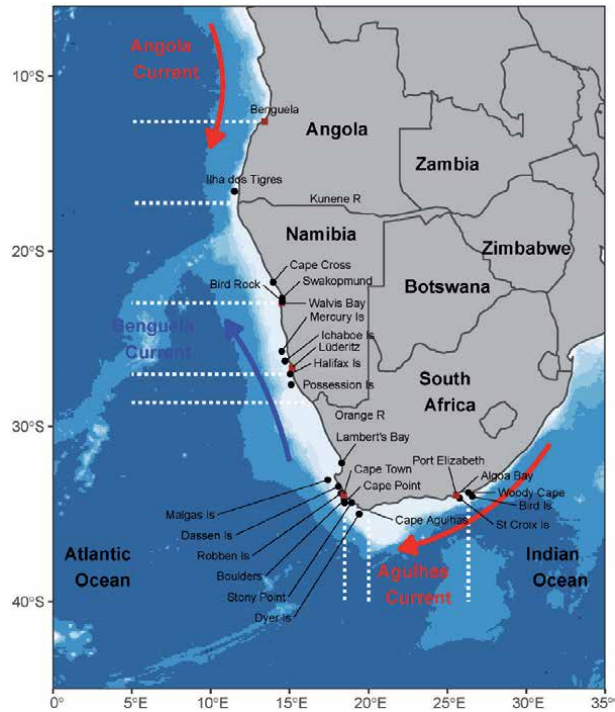 Angola
Current
10°S
Benguela
Angola
Zambia
Ilha dos Tigres
Kunene R
Namibia
Zimbabwe
20°S
Cape Cross
Bird Rock
Swakopmund
Botswana
Walvis Bay
Mercury Is
Benguela
Current
Ichaboe Is
Lüderitz
Halifax Is
Possession Is
South
Africa
Orange R
30°S
Lambert's Bay
Cape Town
Port Elizabeth
Algoa Bay
Cape Point
Woody Cape
Malgas Is
Bird Is
Cape Agulhas
St Croix Is
Dassen Is
Robben Is
Atlantic
Ocean
Indian
Ocean
Boulders
Agulhas
Current
Stony Point
40°S
Dyer Is
0°
5°E
10°E
15°E
20°E
25°E
30°E
35°E